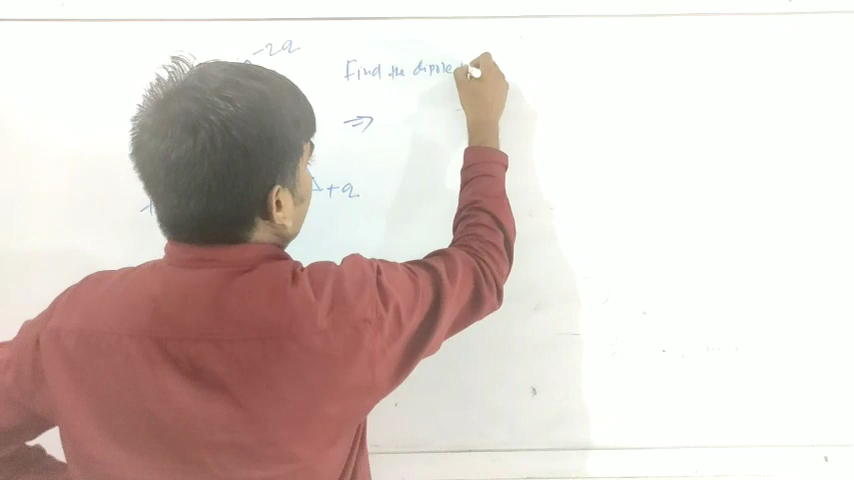 -2q
Find the dipole
⇒
+q
+